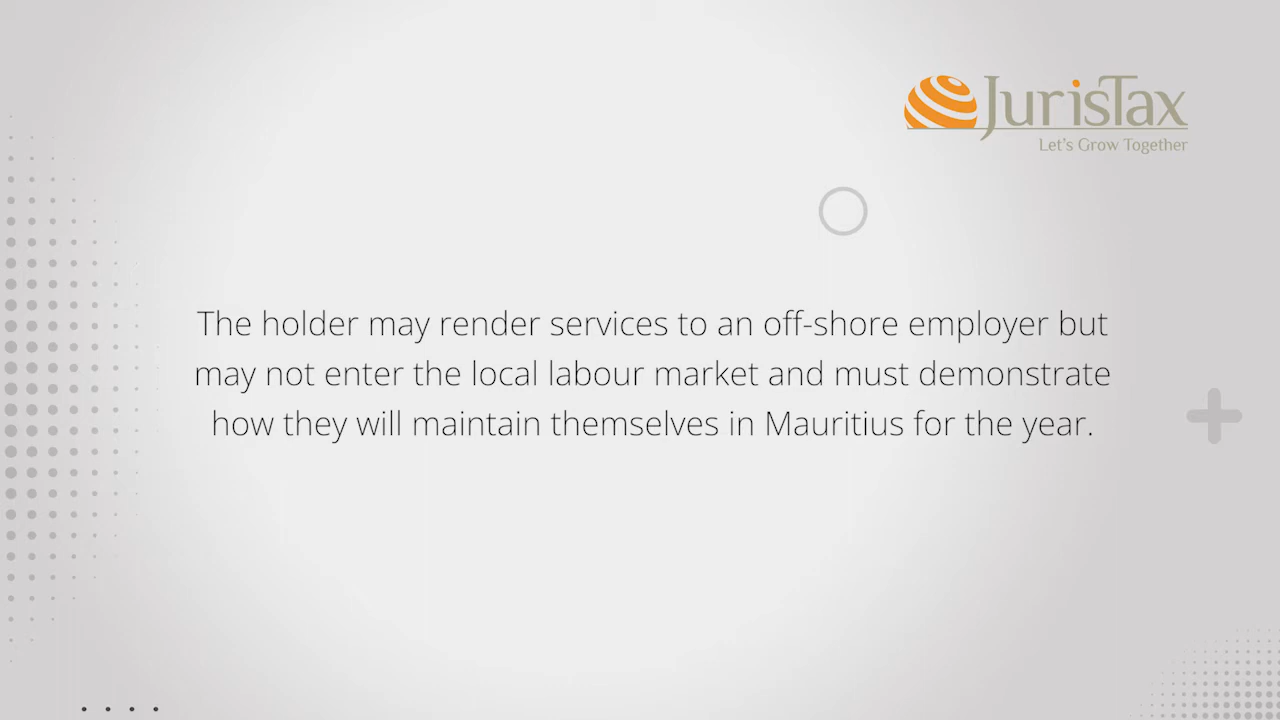 JurisTax
Let's Grow Together
The holder may render services to an off-shore employer but
may not enter the local labour market and must demonstrate
how they will maintain themselves in Mauritius for the year.